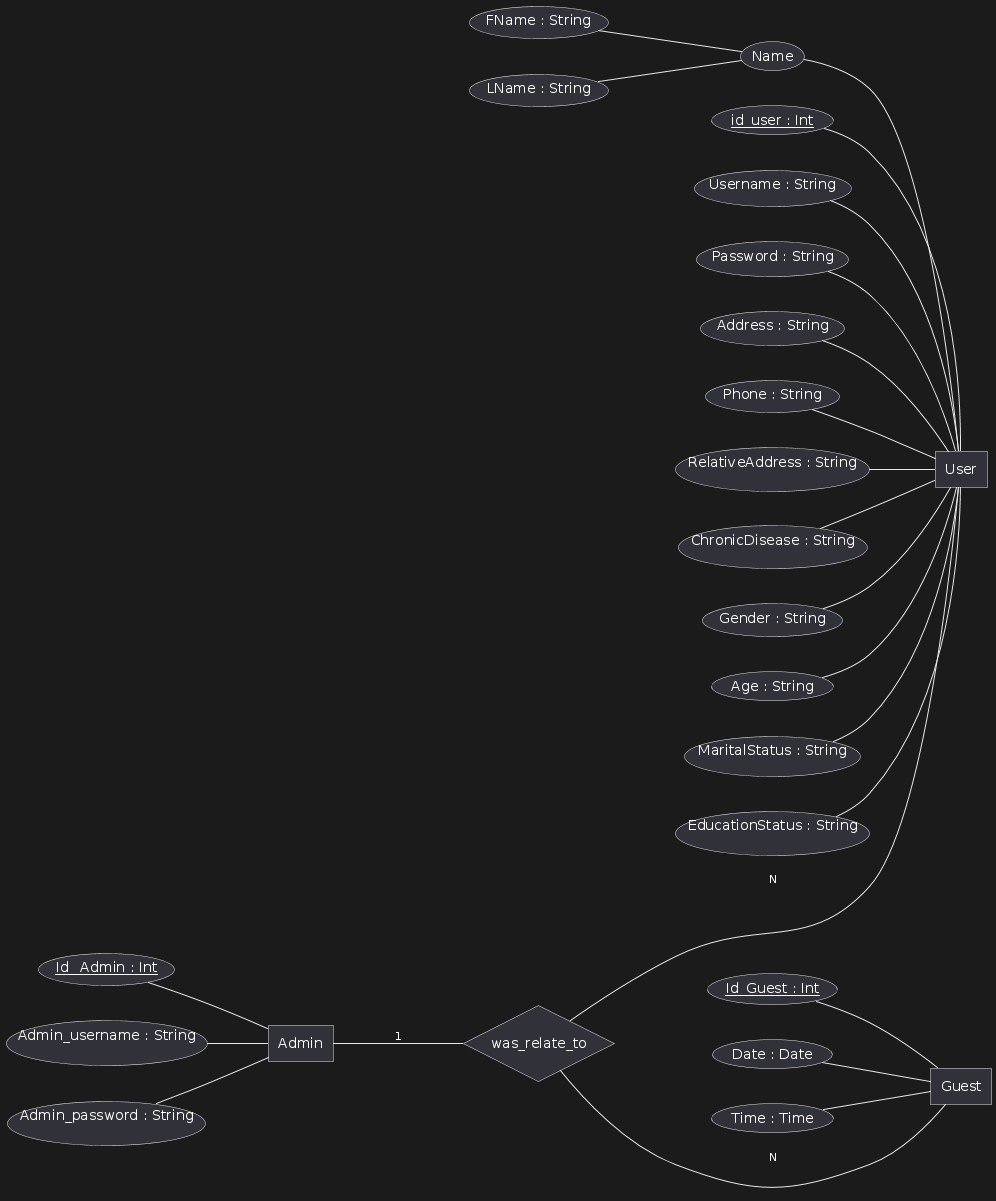 FName : String
Name
LName : String
id_user : Int
Username : String
Password : String
Address : String
Phone : String
RelativeAddress : String
User
ChronicDisease : String
Gender : String
Age : String
MaritalStatus : String
EducationStatus : String
N
Id_Admin : Int
Id_Guest : Int
Admin_username : String
Admin
1
was_relate_to
Date : Date
Guest
Admin_password : String
Time : Time
N